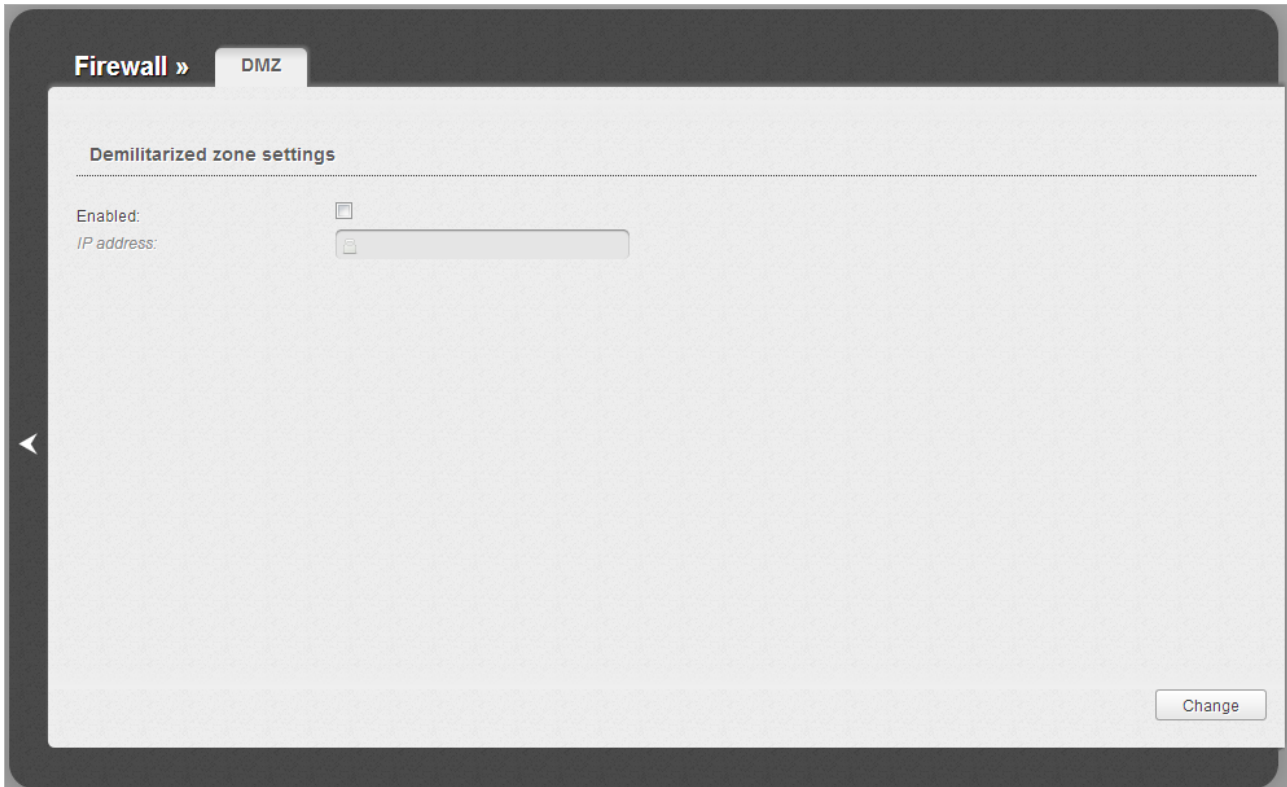 Firewall » DMZ
Demilitarized zone settings
Enabled:
IP address:
Change